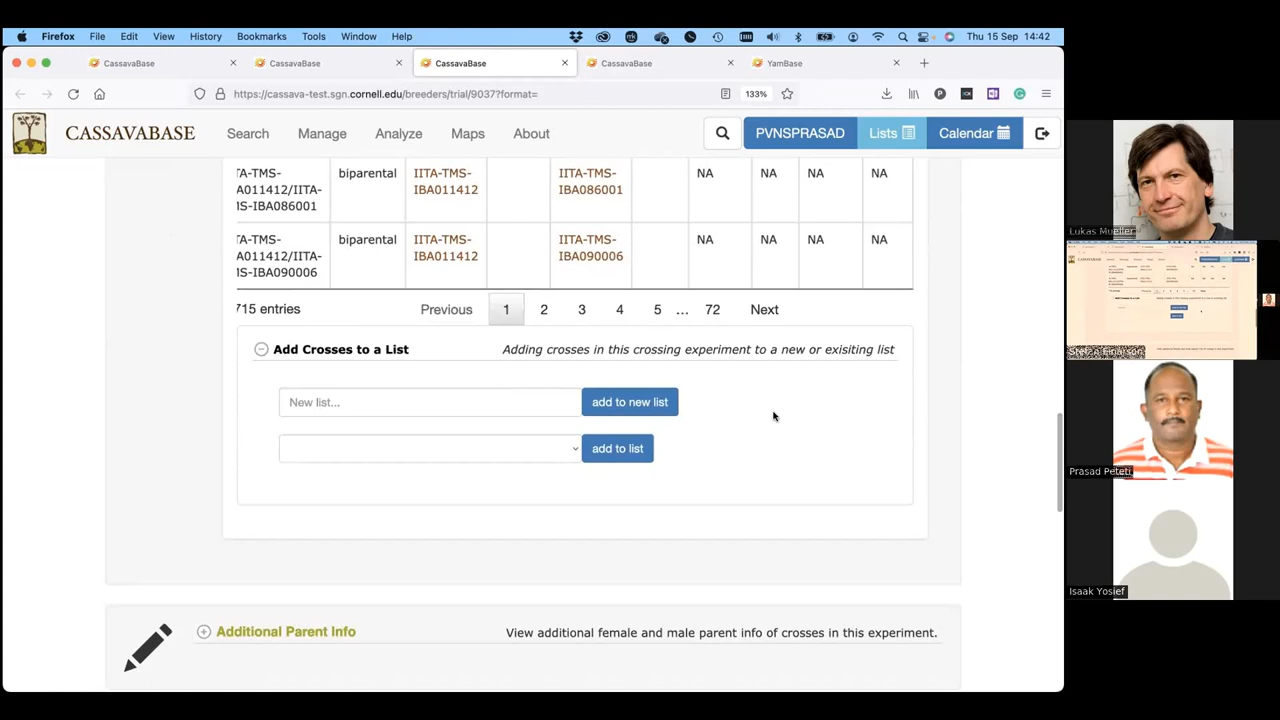 Firefox File Edit View History Bookmarks Tools Window Help Thu 15 Sep 14:42
CassavaBase CassavaBase CassavaBase CassavaBase YamBase
https://cassava-test.sgn.cornell.edu/breeders/trial/9037?format= 133%
CASSAVABASE Search Manage Analyze Maps About PVNSPRASAD Lists Calendar
A-TMS- biparental IITA-TMS- IITA-TMS- NA NA NA NA
A011412/IITA- IBA011412 IBA086001
IS-IBA086001
A-TMS- biparental IITA-TMS- IITA-TMS- NA NA NA NA
A011412/IITA- IBA011412 IBA090006
IS-IBA090006
715 entries Previous 1 2 3 4 5 ... 72 Next
Add Crosses to a List Adding crosses in this crossing experiment to a new or exisiting list
New list... add to new list
add to list
Additional Parent Info View additional female and male parent info of crosses in this experiment.
Lukas Mueller
Prasad Peteti
Isaak Yosief